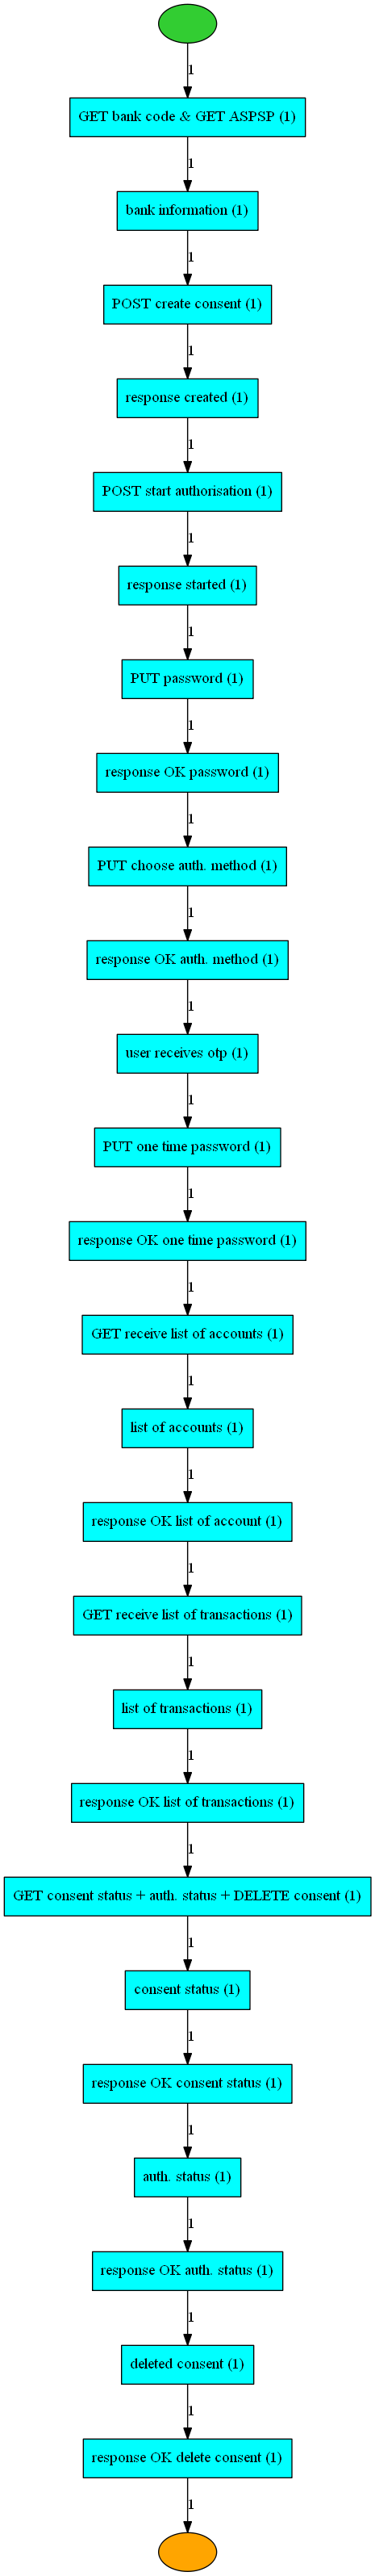 1
GET bank code & GET ASPSP (1)
1
bank information (1)
1
POST create consent (1)
1
response created (1)
1
POST start authorisation (1)
1
response started (1)
1
PUT password (1)
1
response OK password (1)
1
PUT choose auth. method (1)
1
response OK auth. method (1)
1
user receives otp (1)
1
PUT one time password (1)
1
response OK one time password (1)
1
GET receive list of accounts (1)
1
list of accounts (1)
1
response OK list of account (1)
1
GET receive list of transactions (1)
1
list of transactions (1)
1
response OK list of transactions (1)
1
GET consent status + auth. status + DELETE consent (1)
1
consent status (1)
1
response OK consent status (1)
1
auth. status (1)
1
response OK auth. status (1)
1
deleted consent (1)
1
response OK delete consent (1)
1